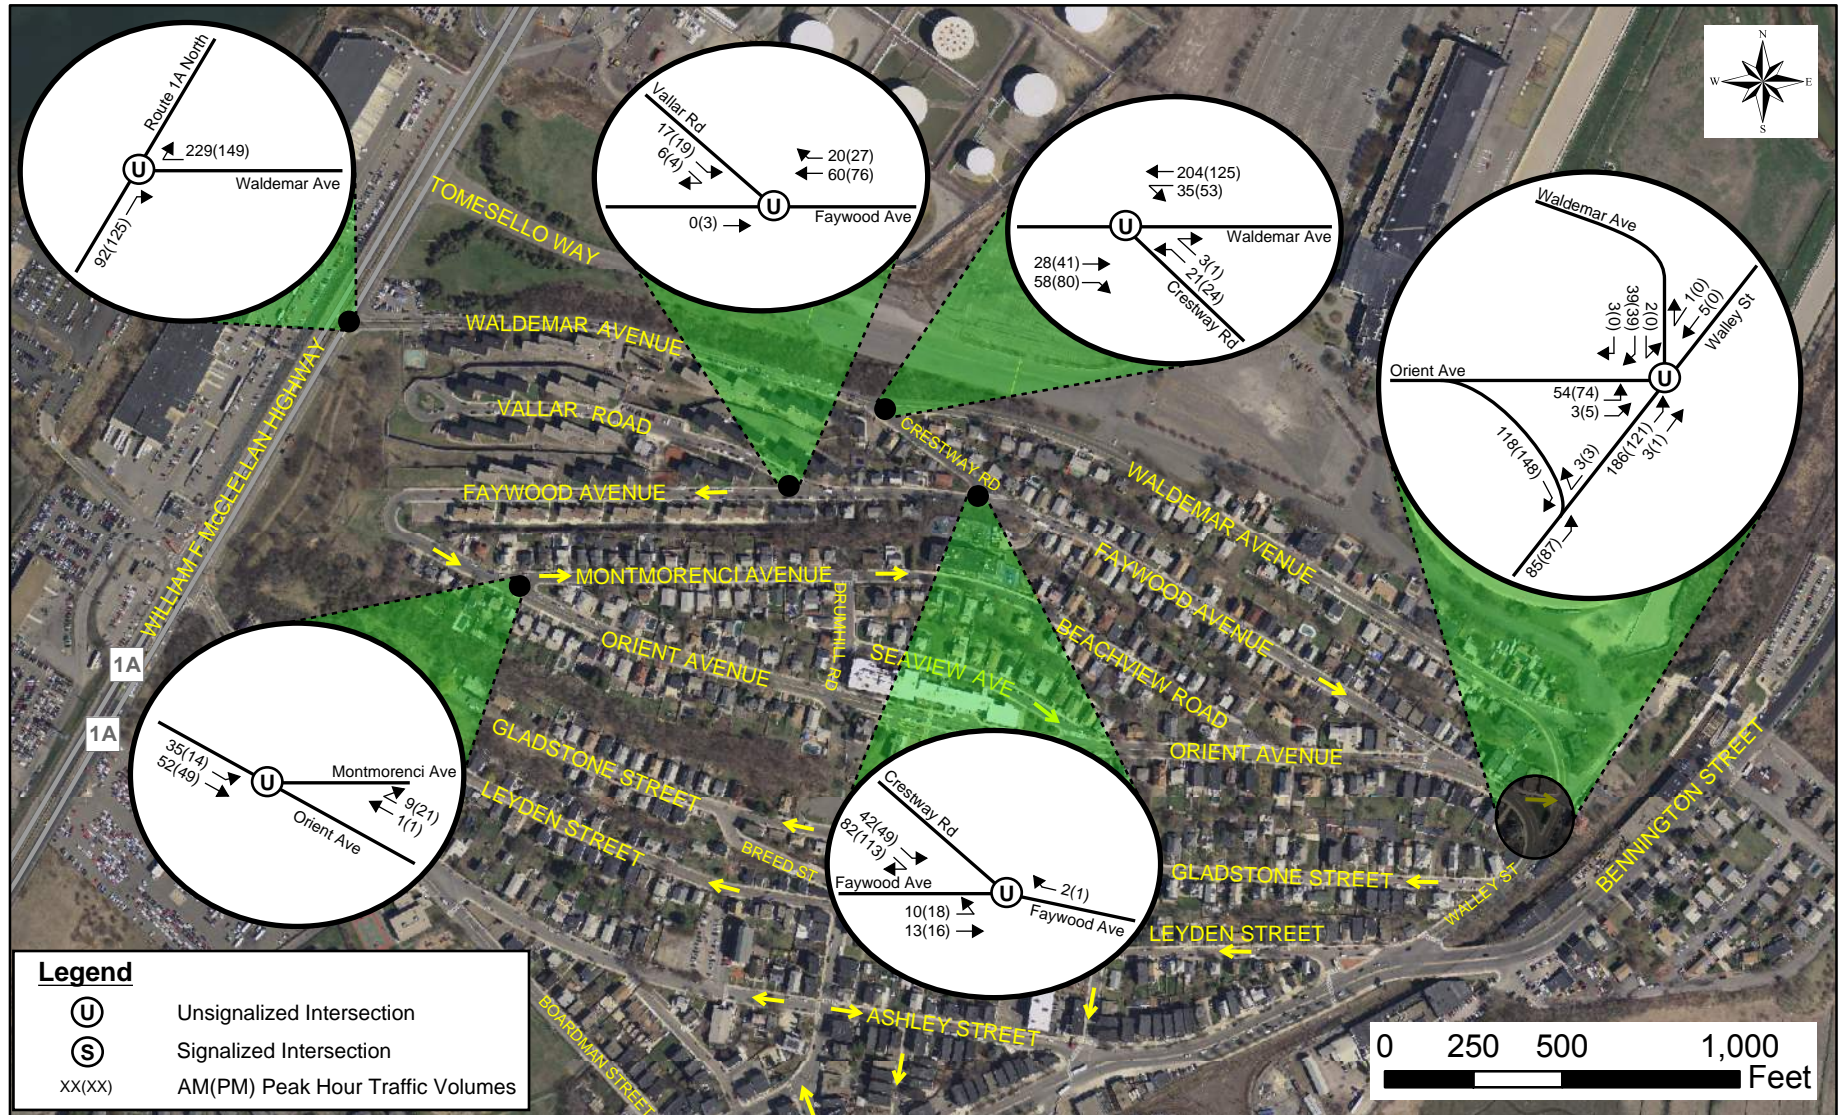 Route 1A North
229(149)
Waldemar Ave
92(125)
Vallar Rd
17(19)
6(4)
20(27)
60(76)
0(3)
Faywood Ave
204(125)
35(53)
Waldemar Ave
28(41)
58(80)
3(1)
21(24)
Crestway Rd
N
W
E
S
Waldemar Ave
3(0)
39(39)
2(0)
1(0)
5(0)
Walley St
Orient Ave
54(74)
3(5)
118(148)
3(3)
186(121)
3(1)
85(87)
U
U
U
U
TOMESELLO WAY
WALDEMAR AVENUE
VALLAR ROAD
CRESTWAY RD
FAYWOOD AVENUE
WALDEMAR AVENUE
WILLIAM F McCLELLAN HIGHWAY
MONTMORENCI AVENUE
FAYWOOD AVENUE
DRUMHILL RD
BEACHVIEW ROAD
ORIENT AVENUE
SEAVIEW AVE
1A
1A
GLADSTONE STREET
ORIENT AVENUE
LEYDEN STREET
BREED ST
GLADSTONE STREET
WALLEY ST
BENNINGTON STREET
LEYDEN STREET
ASHLEY STREET
BOARDMAN STREET
35(14)
52(49)
U
Montmorenci Ave
9(21)
1(1)
Orient Ave
Crestway Rd
42(49)
82(113)
Faywood Ave
U
2(1)
10(18)
13(16)
Faywood Ave
Legend
U Unsignalized Intersection
S Signalized Intersection
XX(XX) AM(PM) Peak Hour Traffic Volumes
0 250 500 1,000
Feet